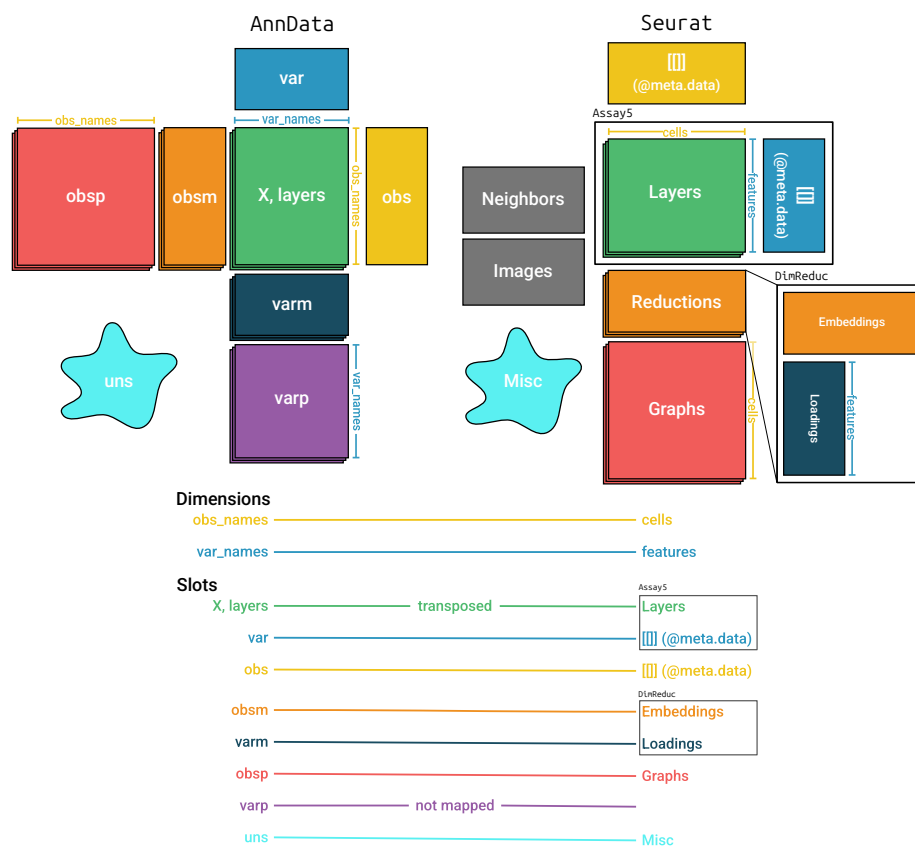 AnnData
Seurat
var
[[]]
(@meta.data)
Assay5
obs_names
var_names
cells
obsp
obsm
X, layers
obs_names
obs
Neighbors
Layers
features
[[]]
(@meta.data)
Images
DimReduc
varm
Reductions
Embeddings
uns
varp
var_names
Misc
Graphs
cells
Loadings
features
Dimensions
obs_names cells
var_names features
Slots
Assay5
X, layers transposed Layers
var [[]] (@meta.data)
obs [[]] (@meta.data)
DimReduc
obsm Embeddings
varm Loadings
obsp Graphs
varp not mapped
uns Misc